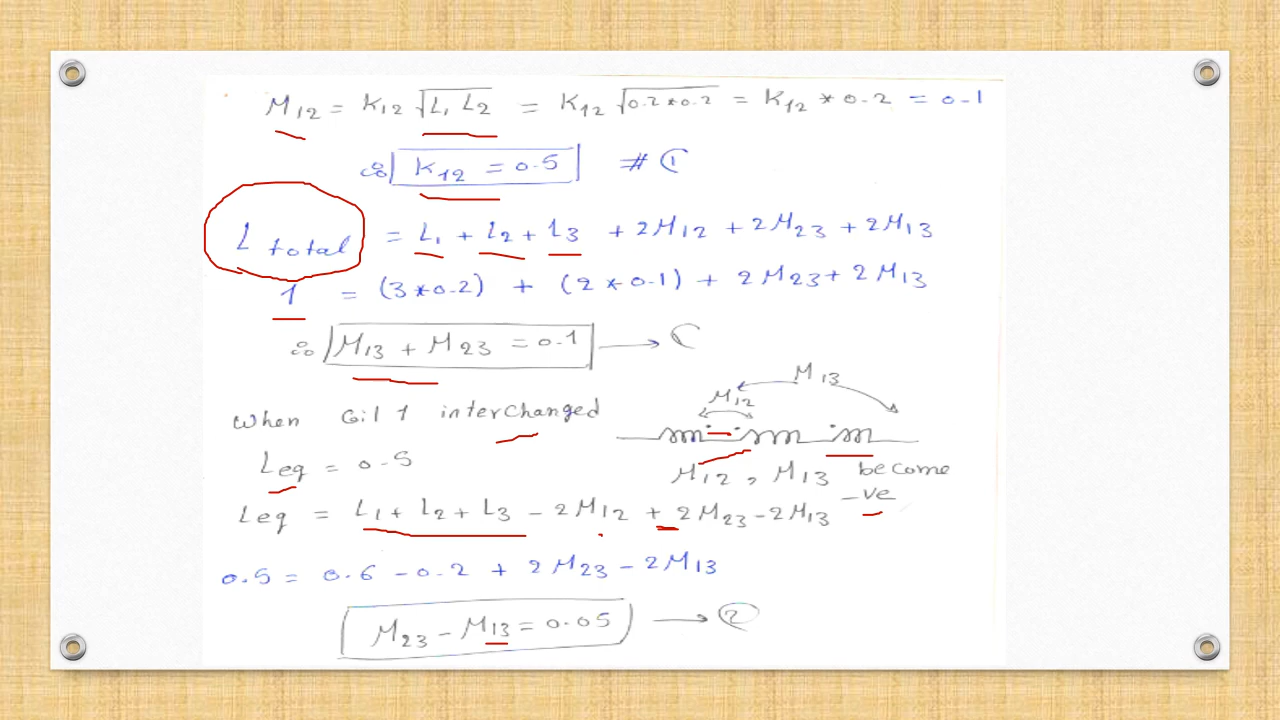 M12 = K12 √L1 L2 = K12 √0.2*0.2 = K12 * 0.2 = 0.1
∴ K12 = 0.5 # ①
L total = L1 + L2 + L3 + 2M12 + 2M23 + 2M13
1 = (3*0.2) + (2*0.1) + 2M23 + 2M13
∴ M13 + M23 = 0.1 →
M13
M12
When Coil 1 interchanged
Leq = 0.5
M12, M13 become -ve
Leq = L1 + L2 + L3 - 2M12 + 2M23 - 2M13
0.5 = 0.6 - 0.2 + 2M23 - 2M13
M23 - M13 = 0.05 → ②